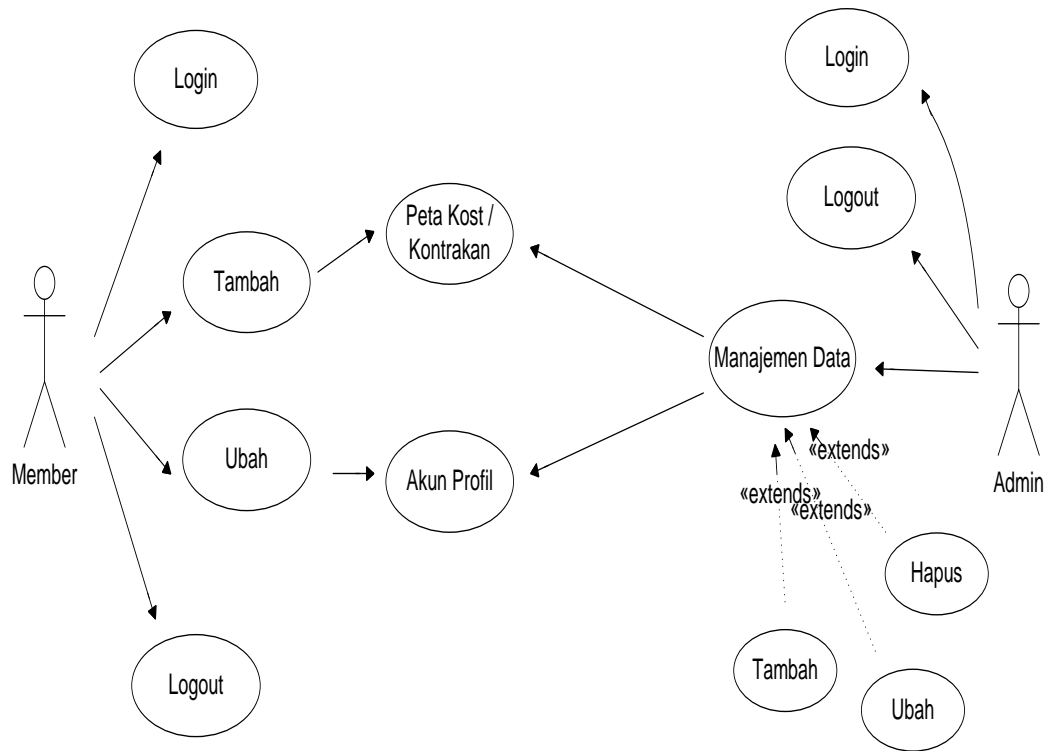 Login
Login
Logout
Peta Kost /
Kontrakan
Tambah
Manajemen Data
Ubah
Akun Profil
Member
Admin
«extends»
«extends»
«extends»
Hapus
Tambah
Logout
Ubah